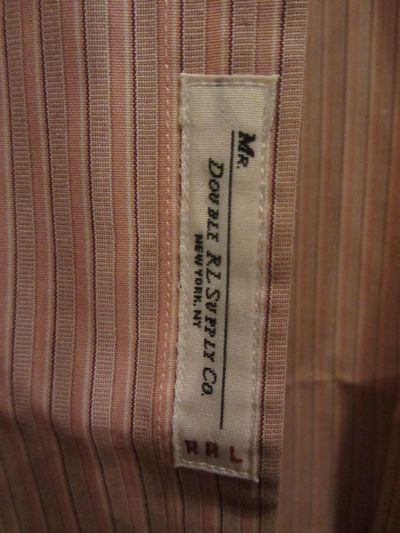 MR.
DOUBLE RL SUPPLY CO.
NEW YORK, NY
RRL